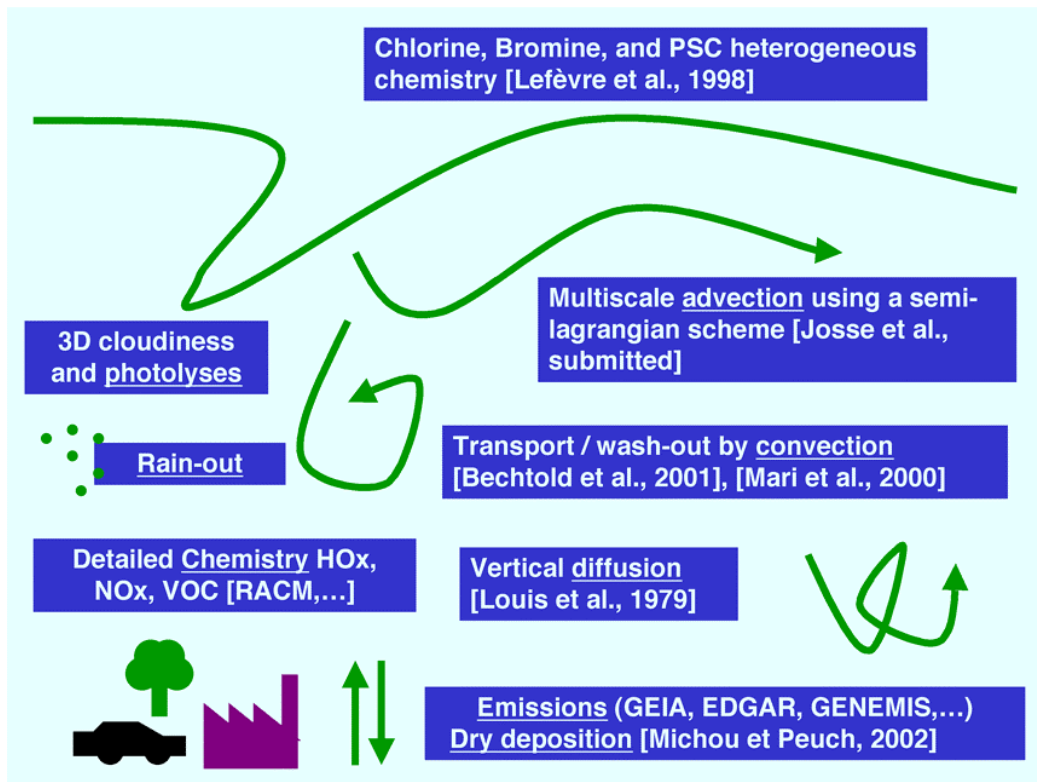 Chlorine, Bromine, and PSC heterogeneous
chemistry [Lefèvre et al., 1998]
Multiscale advection using a semi-
lagrangian scheme [Josse et al.,
submitted]
3D cloudiness
and photolyses
Rain-out
Transport / wash-out by convection
[Bechtold et al., 2001], [Mari et al., 2000]
Detailed Chemistry HOx,
NOx, VOC [RACM,…]
Vertical diffusion
[Louis et al., 1979]
Emissions (GEIA, EDGAR, GENEMIS,…)
Dry deposition [Michou et Peuch, 2002]